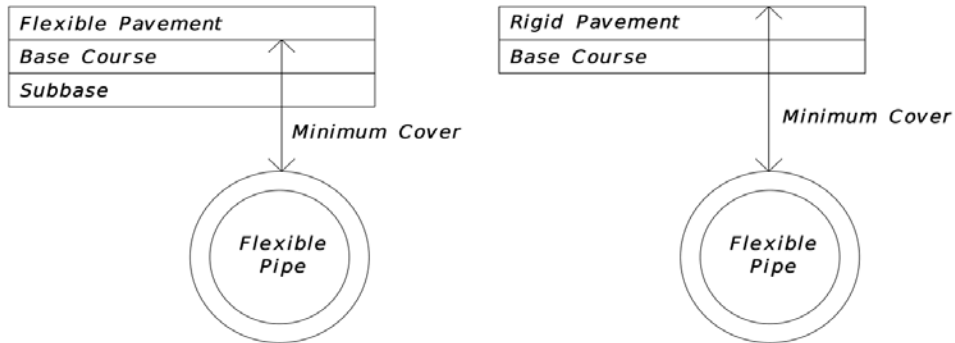 Flexible Pavement
Base Course
Subbase
Minimum Cover
Flexible
Pipe
Rigid Pavement
Base Course
Minimum Cover
Flexible
Pipe